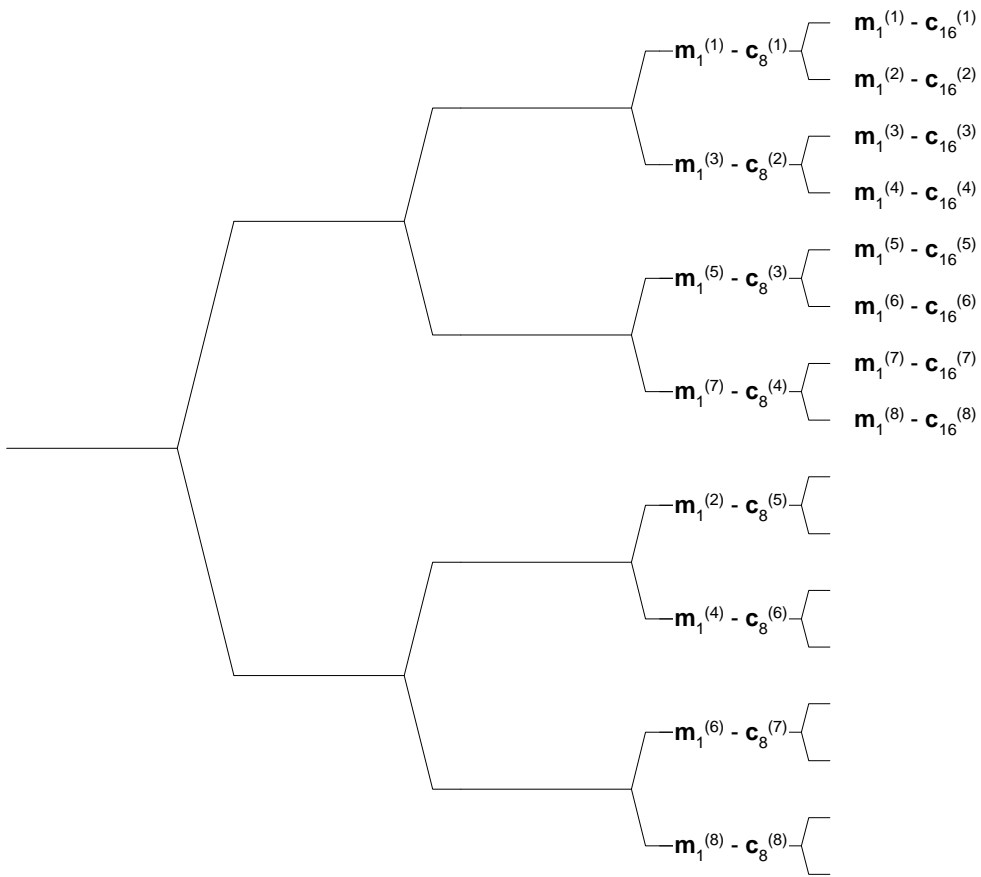 m₁⁽¹⁾ - c₁₆⁽¹⁾
m₁⁽¹⁾ - c₈⁽¹⁾
m₁⁽²⁾ - c₁₆⁽²⁾
m₁⁽³⁾ - c₁₆⁽³⁾
m₁⁽³⁾ - c₈⁽²⁾
m₁⁽⁴⁾ - c₁₆⁽⁴⁾
m₁⁽⁵⁾ - c₁₆⁽⁵⁾
m₁⁽⁵⁾ - c₈⁽³⁾
m₁⁽⁶⁾ - c₁₆⁽⁶⁾
m₁⁽⁷⁾ - c₁₆⁽⁷⁾
m₁⁽⁷⁾ - c₈⁽⁴⁾
m₁⁽⁸⁾ - c₁₆⁽⁸⁾
m₁⁽²⁾ - c₈⁽⁵⁾
m₁⁽⁴⁾ - c₈⁽⁶⁾
m₁⁽⁶⁾ - c₈⁽⁷⁾
m₁⁽⁸⁾ - c₈⁽⁸⁾